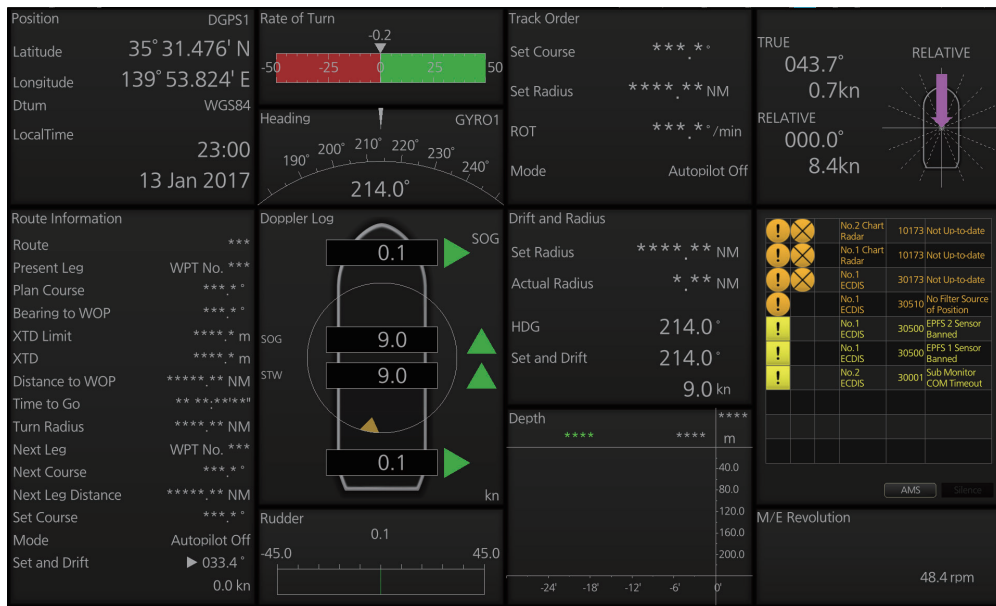 Position DGPS1
Latitude 35° 31.476' N
Longitude 139° 53.824' E
Dtum WGS84
LocalTime
23:00
13 Jan 2017
Rate of Turn
-0.2
-50 -25 0 25 50
Heading GYRO1
190° 200° 210° 220° 230° 240°
214.0°
Track Order
Set Course ***.*°
Set Radius ****.** NM
ROT ***.*°/min
Mode Autopilot Off
TRUE
043.7°
0.7kn
RELATIVE
000.0°
8.4kn
RELATIVE
Route Information
Route ***
Present Leg WPT No. ***
Plan Course ***.*°
Bearing to WOP ***.*°
XTD Limit ****.* m
XTD ****.* m
Distance to WOP *****.** NM
Time to Go ** **:**'**"
Turn Radius ****.** NM
Next Leg WPT No. ***
Next Course ***.*°
Next Leg Distance *****.** NM
Set Course ***.*°
Mode Autopilot Off
Set and Drift 033.4°
0.0 kn
Doppler Log
SOG
0.1
SOG 9.0
STW 9.0
0.1
kn
Rudder
0.1
-45.0 45.0
Drift and Radius
Set Radius ****.** NM
Actual Radius *.** NM
HDG 214.0°
Set and Drift 214.0°
9.0 kn
Depth ****
**** **** m
40.0
80.0
120.0
160.0
200.0
-24' -18' -12' -6' 0'
! No.2 Chart Radar 10173 Not Up-to-date
! No.1 Chart Radar 10173 Not Up-to-date
! No.1 ECDIS 30173 Not Up-to-date
! No.1 ECDIS 30510 No Filter Source of Position
! No.1 ECDIS 30500 EPFS 2 Sensor Banned
! No.1 ECDIS 30500 EPFS 1 Sensor Banned
! No.2 ECDIS 30001 Sub Monitor COM Timeout
AMS Silence
M/E Revolution
48.4 rpm